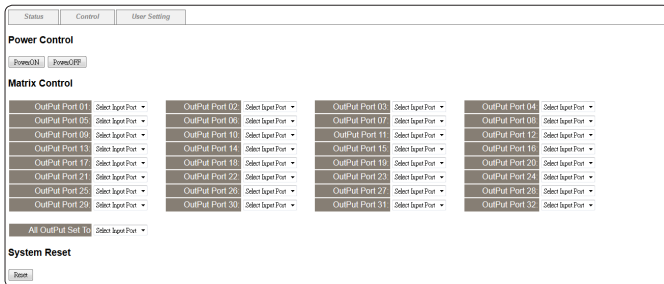 Status Control User Setting
Power Control
PowerON PowerOFF
Matrix Control
OutPut Port 01: Select Input Port OutPut Port 02: Select Input Port OutPut Port 03: Select Input Port OutPut Port 04: Select Input Port
OutPut Port 05: Select Input Port OutPut Port 06: Select Input Port OutPut Port 07: Select Input Port OutPut Port 08: Select Input Port
OutPut Port 09: Select Input Port OutPut Port 10: Select Input Port OutPut Port 11: Select Input Port OutPut Port 12: Select Input Port
OutPut Port 13: Select Input Port OutPut Port 14: Select Input Port OutPut Port 15: Select Input Port OutPut Port 16: Select Input Port
OutPut Port 17: Select Input Port OutPut Port 18: Select Input Port OutPut Port 19: Select Input Port OutPut Port 20: Select Input Port
OutPut Port 21: Select Input Port OutPut Port 22: Select Input Port OutPut Port 23: Select Input Port OutPut Port 24: Select Input Port
OutPut Port 25: Select Input Port OutPut Port 26: Select Input Port OutPut Port 27: Select Input Port OutPut Port 28: Select Input Port
OutPut Port 29: Select Input Port OutPut Port 30: Select Input Port OutPut Port 31: Select Input Port OutPut Port 32: Select Input Port
All OutPut Set To Select Input Port
System Reset
Reset